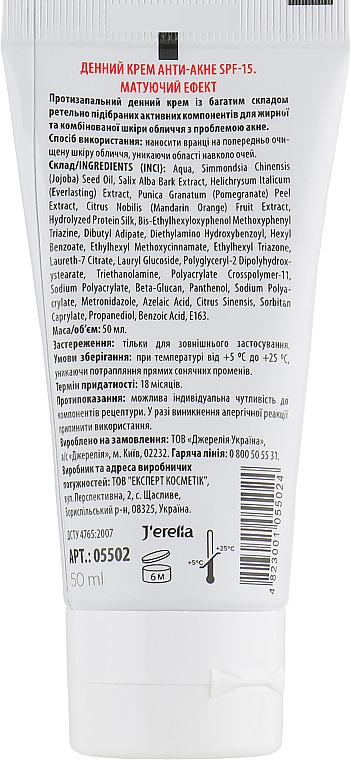 ДЕННИЙ КРЕМ АНТИ-АКНЕ SPF-15.
МАТУЮЧИЙ ЕФЕКТ
Протизапальний денний крем із багатим складом
ретельно підібраних активних компонентів для жирної
та комбінованої шкіри обличчя з проблемою акне.
Спосіб використання: наносити вранці на попередньо очи-
щену шкіру обличчя, уникаючи області навколо очей.
Склад/INGREDIENTS (INCI): Aqua, Simmondsia Chinensis
(Jojoba) Seed Oil, Salix Alba Bark Extract, Helichrysum Italicum
(Everlasting) Extract, Punica Granatum (Pomegranate) Peel
Extract, Citrus Nobilis (Mandarin Orange) Fruit Extract,
Hydrolyzed Protein Silk, Bis-Ethylhexyloxyphenol Methoxyphenyl
Triazine, Dibutyl Adipate, Diethylamino Hydroxybenzoyl, Hexyl
Benzoate, Ethylhexyl Methoxycinnamate, Ethylhexyl Triazone,
Laureth-7 Citrate, Lauryl Glucoside, Polyglyceryl-2 Dipolyhydrox-
ystearate, Triethanolamine, Polyacrylate Crosspolymer-11,
Sodium Polyacrylate, Beta-Glucan, Panthenol, Sodium Polyac-
rylate, Metronidazole, Azelaic Acid, Citrus Sinensis, Sorbitan
Caprylate, Propanediol, Benzoic Acid, E163.
Маса/об'єм: 50 мл.
Застереження: тільки для зовнішнього застосування.
Умови зберігання: при температурі від +5 ºС до +25 ºС,
уникаючи потрапляння прямих сонячних променів.
Термін придатності: 18 місяців.
Протипоказання: можлива індивідуальна чутливість до
компонентів рецептури. У разі виникнення алергічної реакції
припинити використання.
Вироблено на замовлення: ТОВ «Джерелія Україна»,
а/с «Джерелія», м. Київ, 02232. Гаряча лінія: 0 800 50 55 31.
Виробник та адреса виробничих
потужностей: ТОВ "ЕКСПЕРТ КОСМЕТІК",
вул. Перспективна, 2, с. Щасливе,
Бориспільський р-н, 08325, Україна.
ДСТУ 4765:2007
J'erelia
АРТ.: 05502
50 ml
6 M
+5°C
+25°C
4823001055024